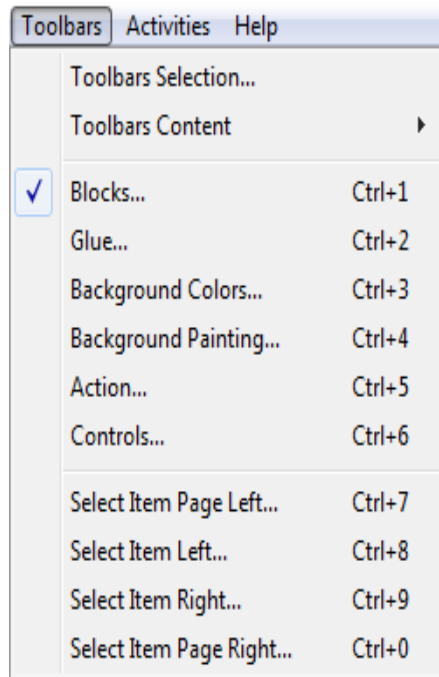 Toolbars Activities Help
Toolbars Selection...
Toolbars Content
Blocks... Ctrl+1
Glue... Ctrl+2
Background Colors... Ctrl+3
Background Painting... Ctrl+4
Action... Ctrl+5
Controls... Ctrl+6
Select Item Page Left... Ctrl+7
Select Item Left... Ctrl+8
Select Item Right... Ctrl+9
Select Item Page Right... Ctrl+0